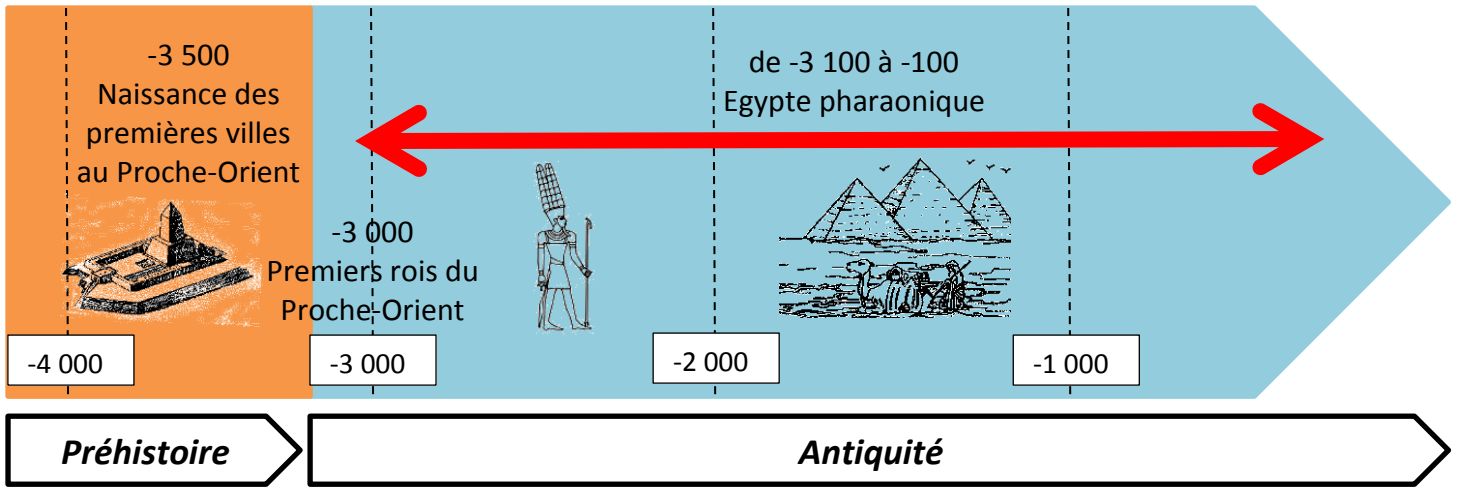 -3 500
Naissance des
premières villes
au Proche-Orient
de -3 100 à -100
Egypte pharaonique
-3 000
Premiers rois du
Proche-Orient
-4 000
-3 000
-2 000
-1 000
Préhistoire
Antiquité